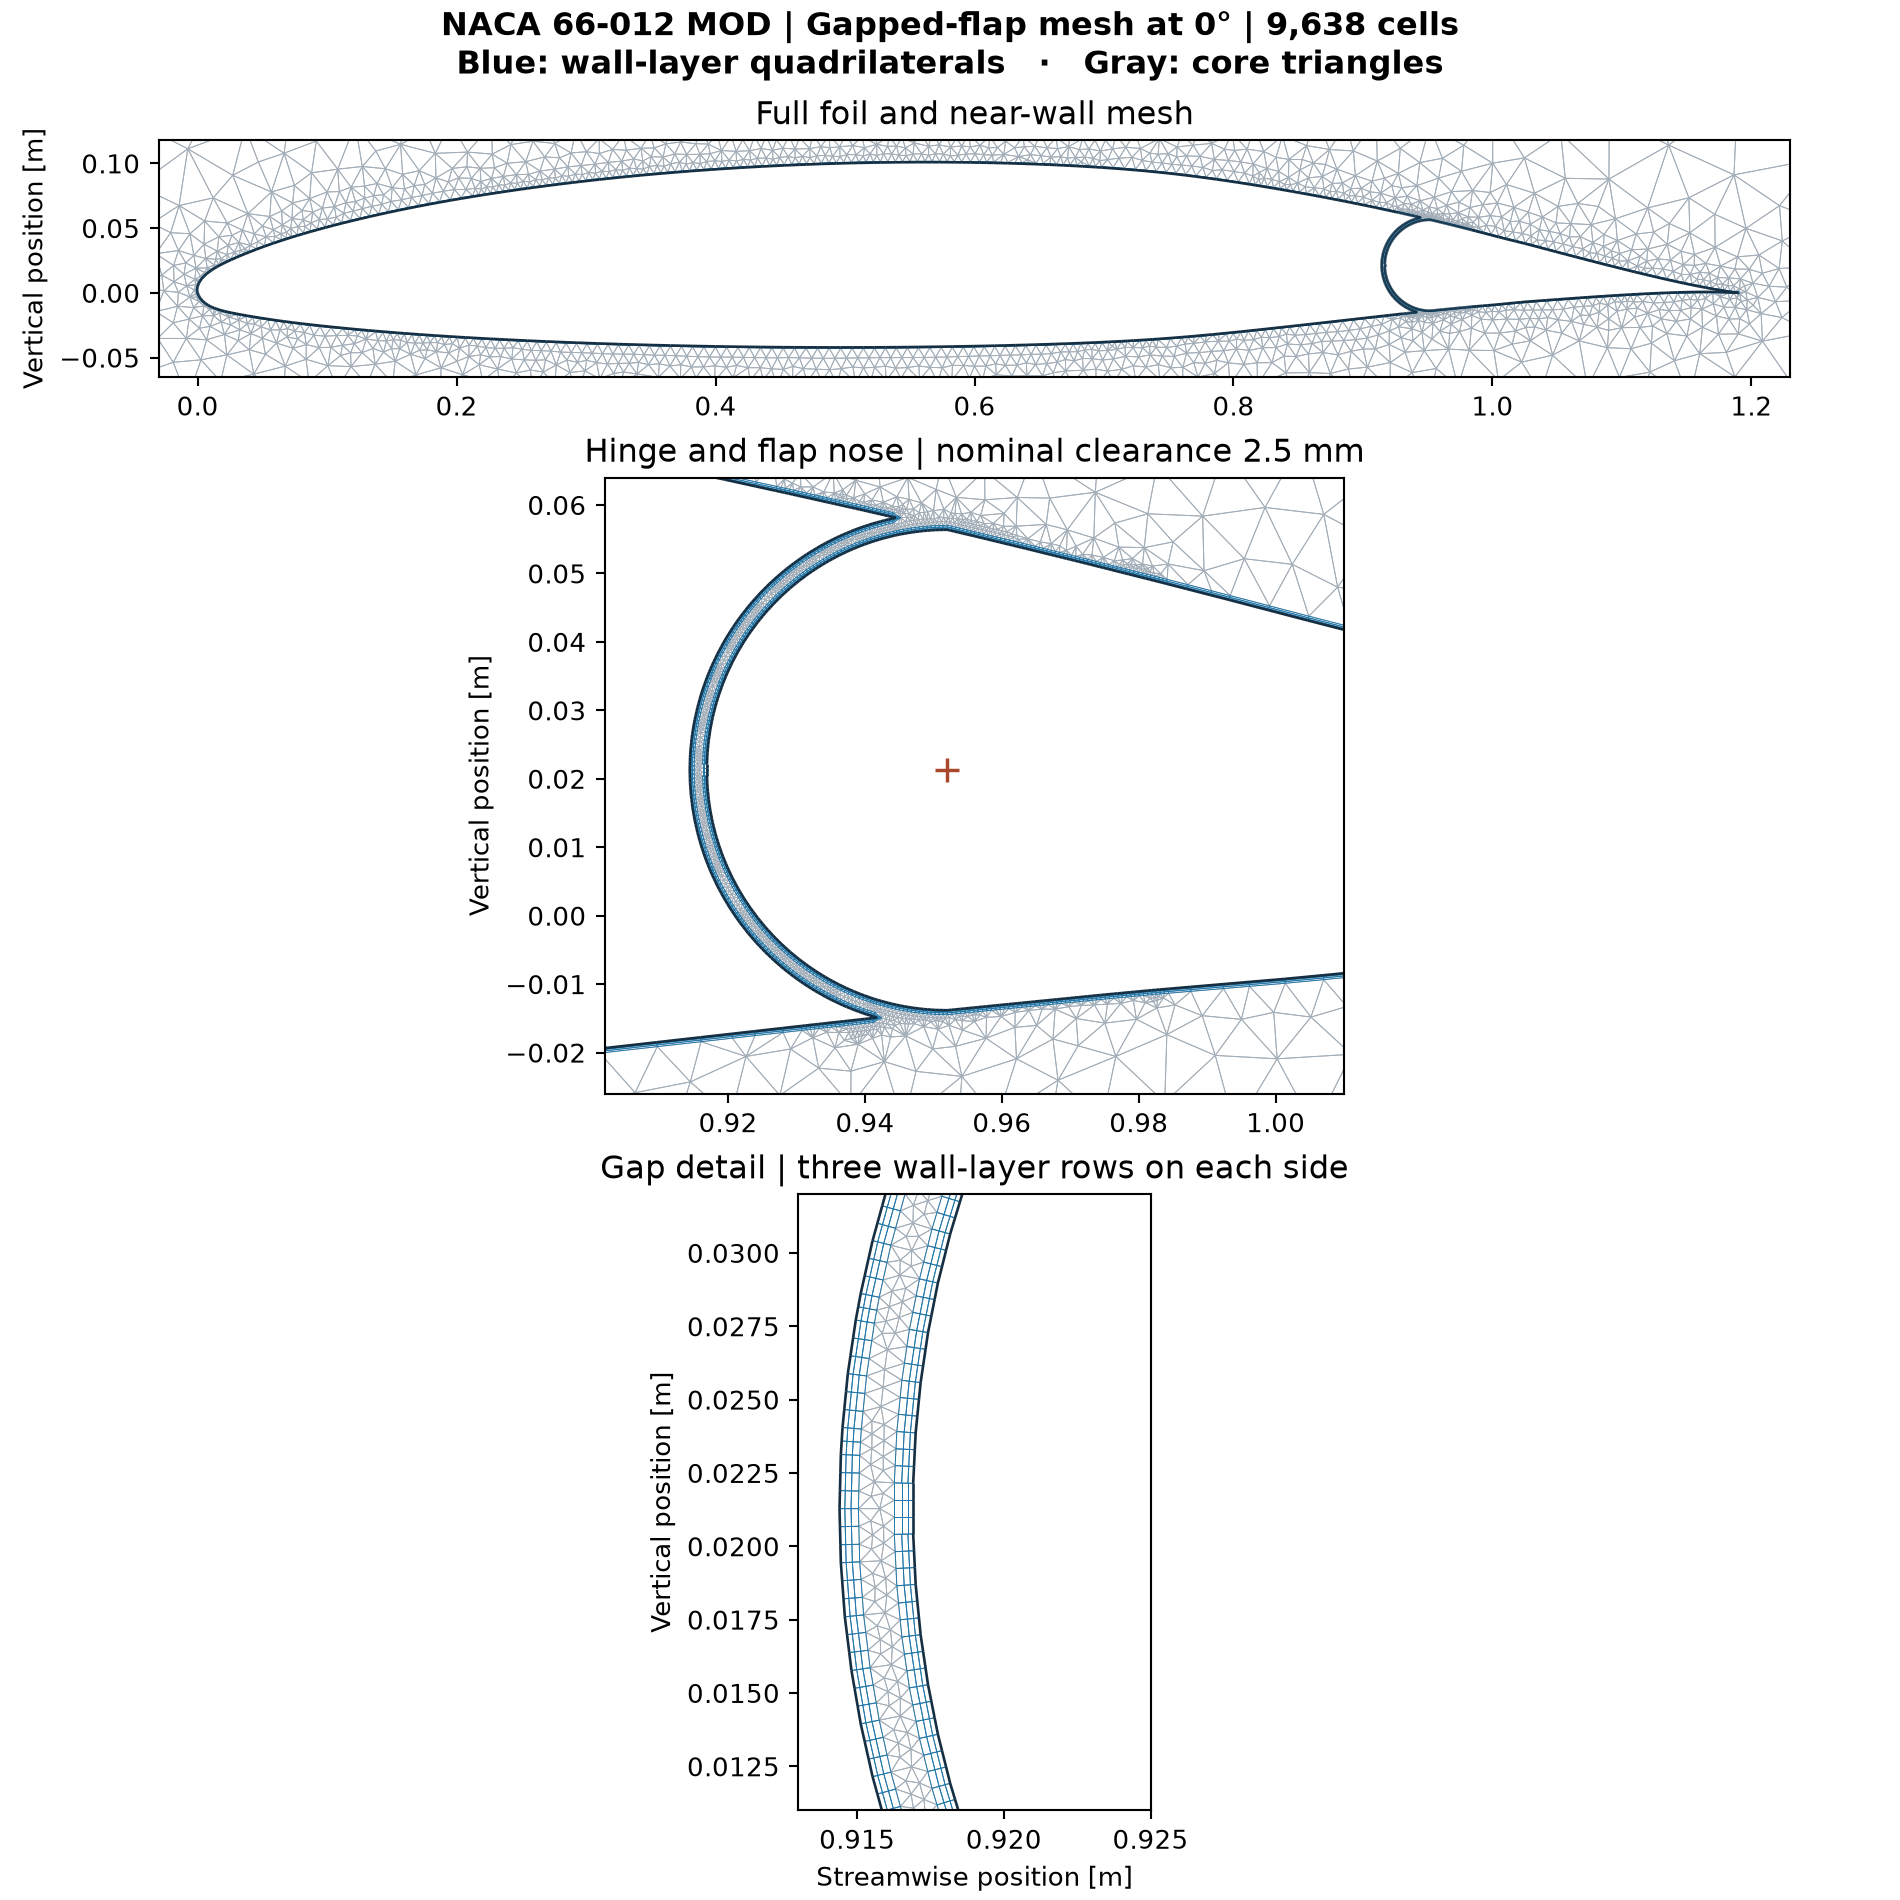 NACA 66-012 MOD | Gapped-flap mesh at 0° | 9,638 cells
Blue: wall-layer quadrilaterals · Gray: core triangles
Full foil and near-wall mesh
Vertical position [m]
0.10
0.05
0.00
−0.05
0.0 0.2 0.4 0.6 0.8 1.0 1.2
Hinge and flap nose | nominal clearance 2.5 mm
Vertical position [m]
0.06
0.05
0.04
0.03
0.02
0.01
0.00
−0.01
−0.02
0.92 0.94 0.96 0.98 1.00
Gap detail | three wall-layer rows on each side
Vertical position [m]
0.0300
0.0275
0.0250
0.0225
0.0200
0.0175
0.0150
0.0125
0.915 0.920 0.925
Streamwise position [m]